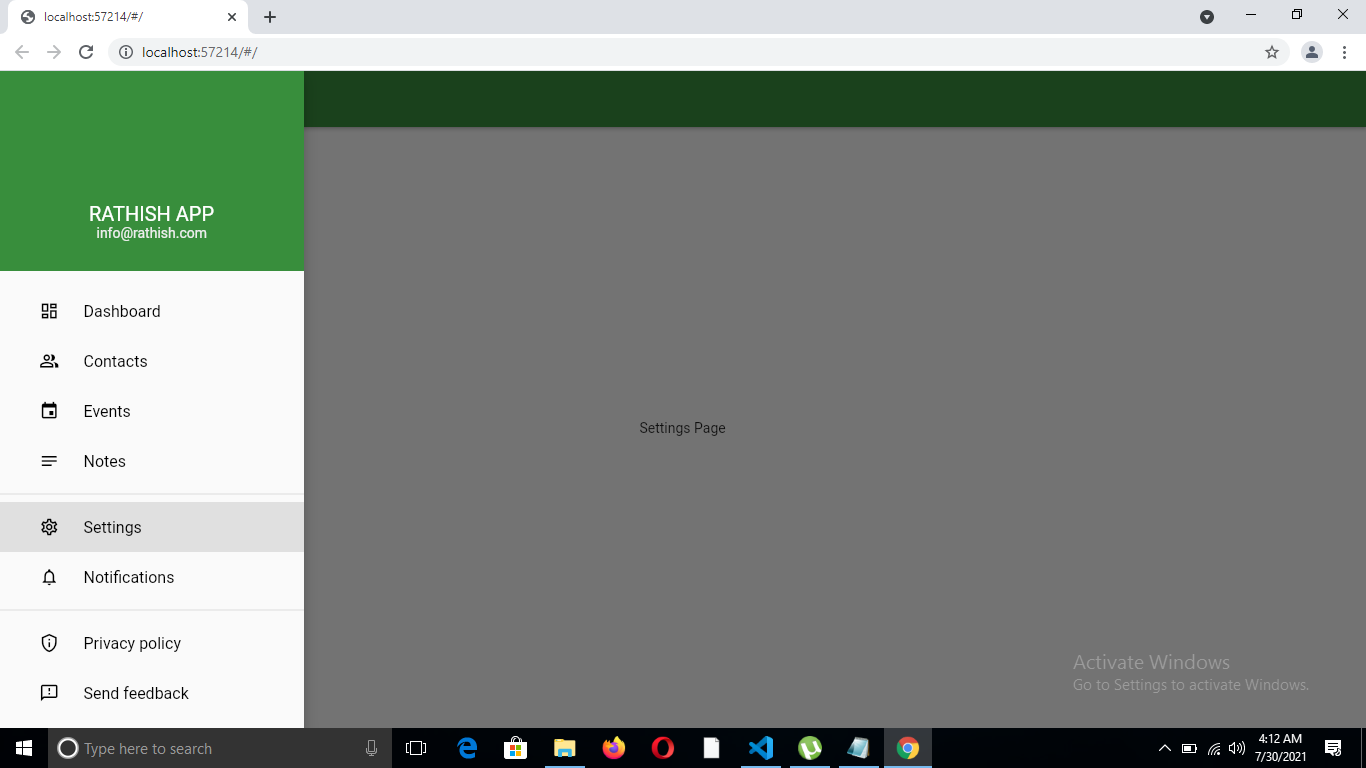 localhost:57214/#/
localhost:57214/#/
RATHISH APP
info@rathish.com
Dashboard
Contacts
Events
Notes
Settings
Notifications
Privacy policy
Send feedback
Settings Page
Activate Windows
Go to Settings to activate Windows.
Type here to search
4:12 AM
7/30/2021